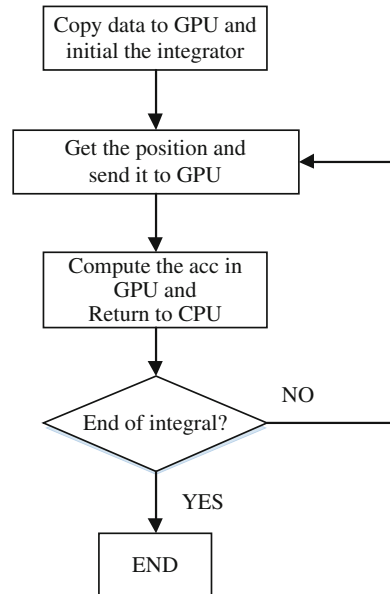 Copy data to GPU and
initial the integrator
Get the position and
send it to GPU
Compute the acc in
GPU and
Return to CPU
End of integral?
NO
YES
END